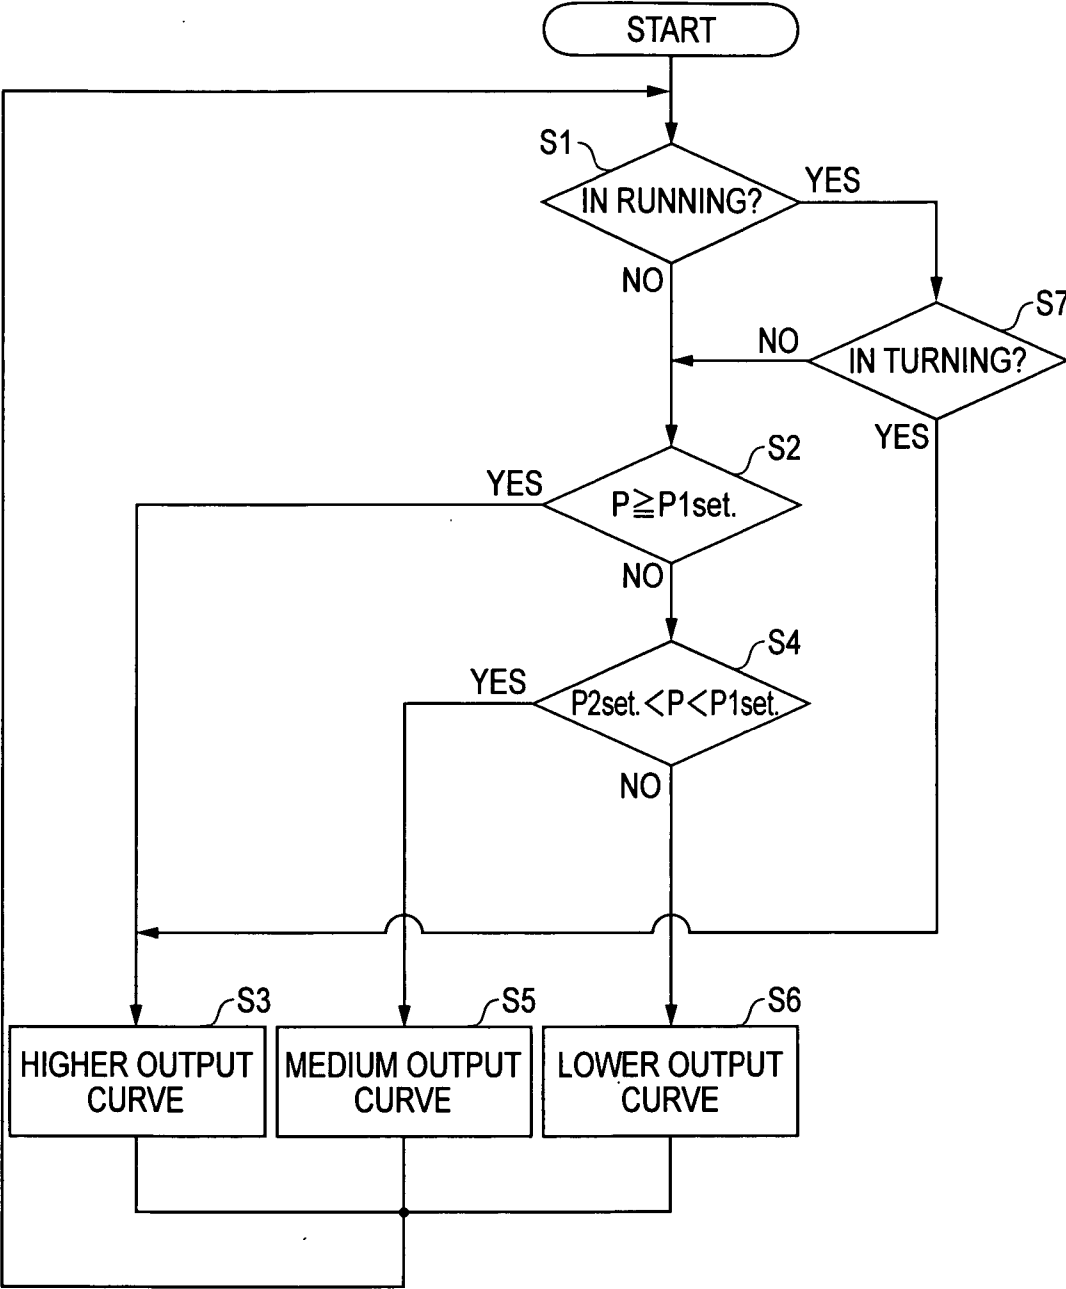 START
S1
IN RUNNING?
YES
NO
S7
IN TURNING?
NO
YES
S2
P≧P1set.
YES
NO
S4
P2set.<P<P1set.
YES
NO
S3
HIGHER OUTPUT
CURVE
S5
MEDIUM OUTPUT
CURVE
S6
LOWER OUTPUT
CURVE